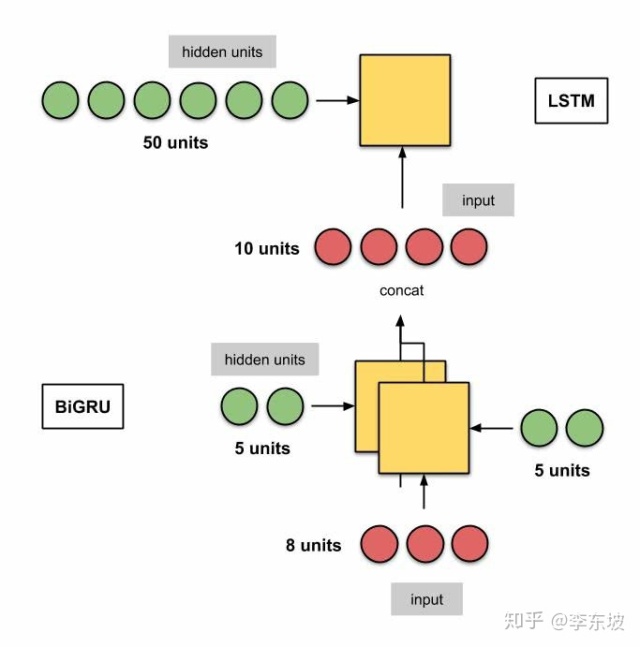 hidden units
LSTM
50 units
input
10 units
concat
hidden units
BiGRU
5 units
5 units
8 units
input
知乎 @李东坡